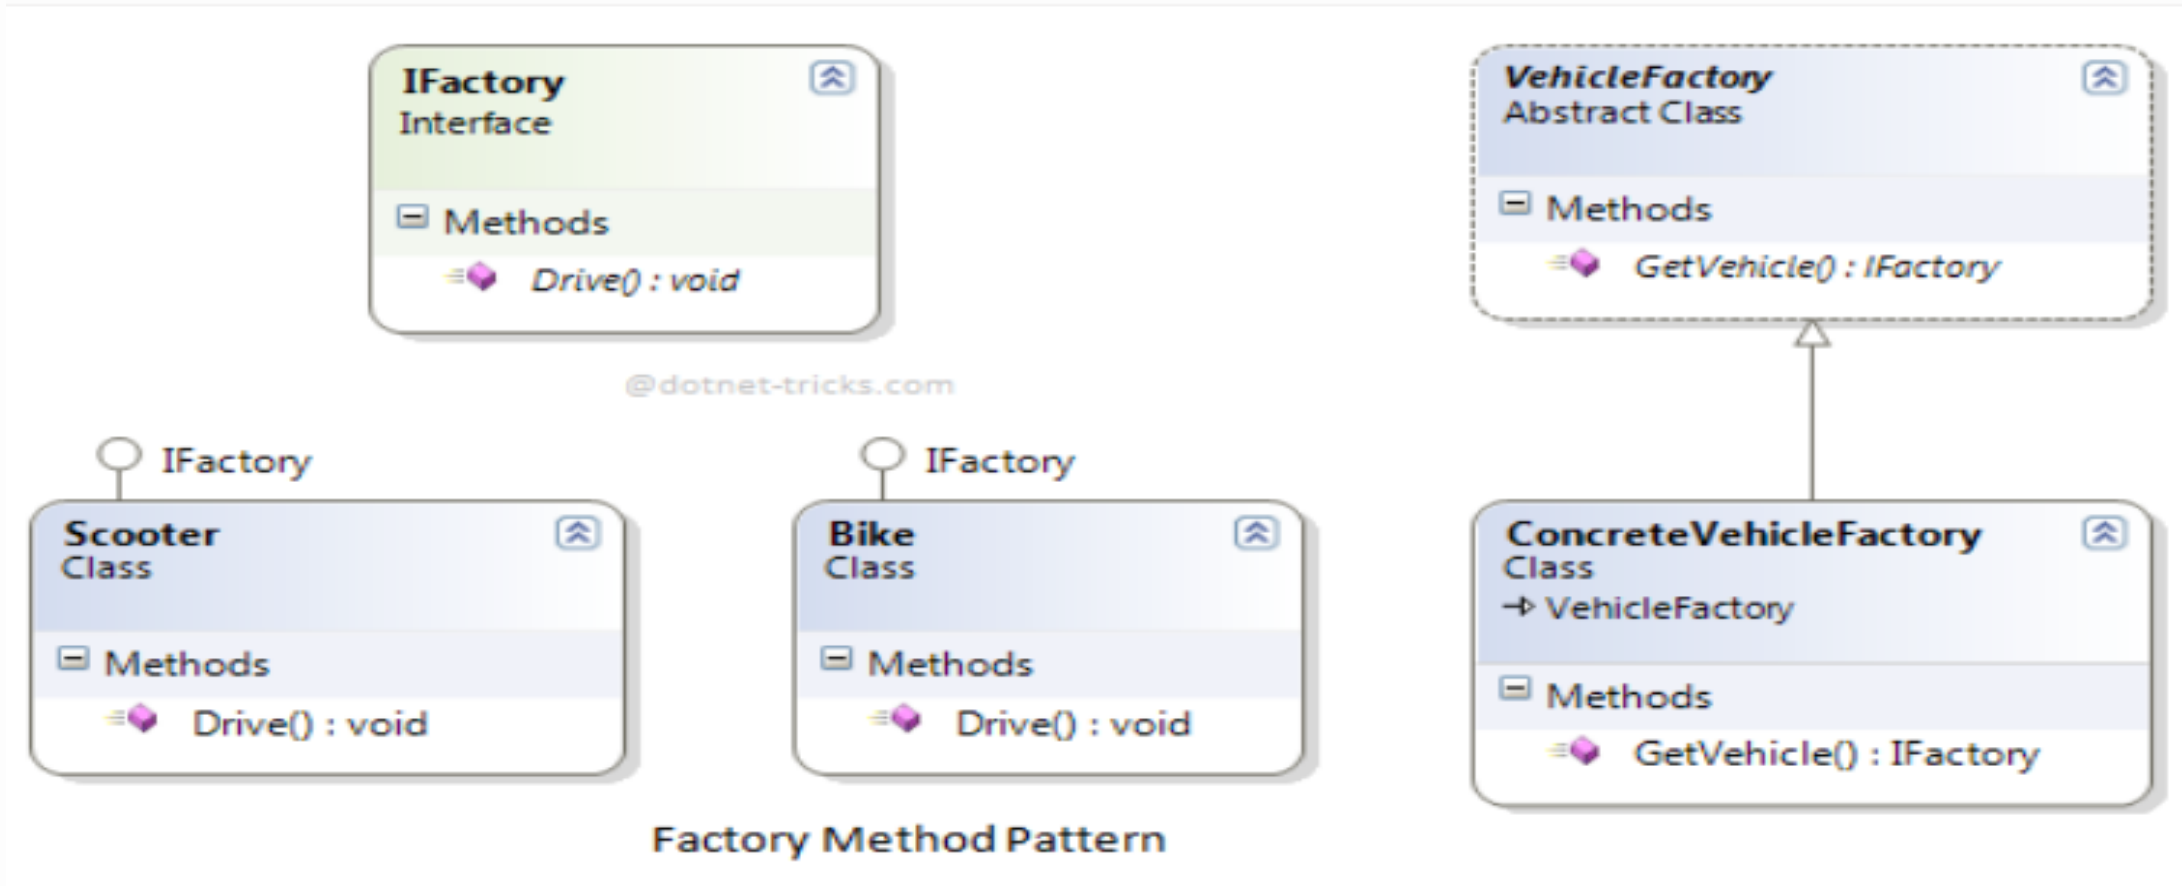 IFactory
Interface
Methods
Drive() : void
VehicleFactory
Abstract Class
Methods
GetVehicle() : IFactory
@dotnet-tricks.com
IFactory
Scooter
Class
Methods
Drive() : void
IFactory
Bike
Class
Methods
Drive() : void
ConcreteVehicleFactory
Class
VehicleFactory
Methods
GetVehicle() : IFactory
Factory Method Pattern